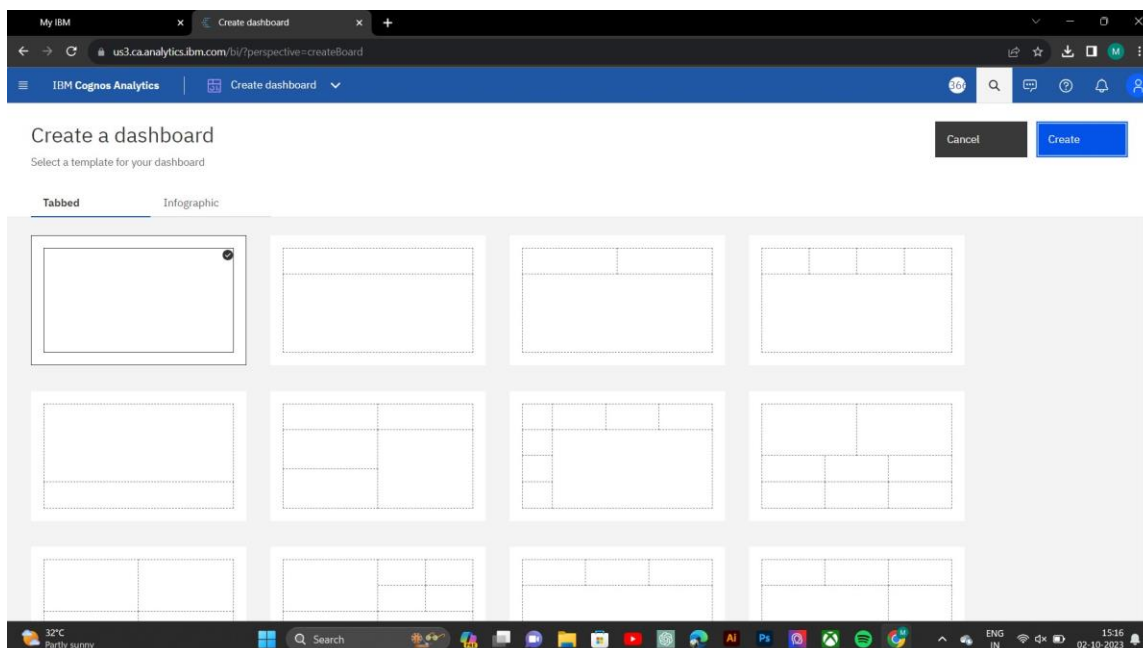 My IBM
Create dashboard
us3.ca.analytics.ibm.com/bi/?perspective=createBoard
M
IBM Cognos Analytics
Create dashboard
Create a dashboard
Select a template for your dashboard
Cancel
Create
Tabbed
Infographic
32°C
Partly sunny
Search
Ai
Ps
M
ENG
IN
15:16
02-10-2023